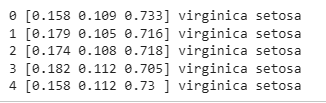 0 [0.158 0.109 0.733] virginica setosa
1 [0.179 0.105 0.716] virginica setosa
2 [0.174 0.108 0.718] virginica setosa
3 [0.182 0.112 0.705] virginica setosa
4 [0.158 0.112 0.73 ] virginica setosa